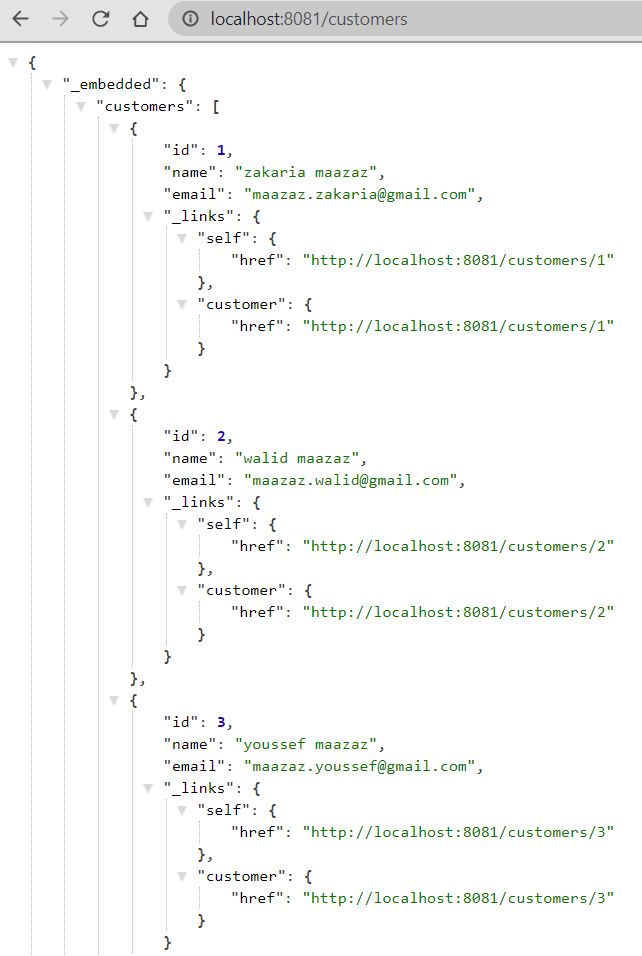 localhost:8081/customers
{
"_embedded": {
"customers": [
{
"id": 1,
"name": "zakaria maazaz",
"email": "maazaz.zakaria@gmail.com",
"_links": {
"self": {
"href": "http://localhost:8081/customers/1"
},
"customer": {
"href": "http://localhost:8081/customers/1"
}
}
},
{
"id": 2,
"name": "walid maazaz",
"email": "maazaz.walid@gmail.com",
"_links": {
"self": {
"href": "http://localhost:8081/customers/2"
},
"customer": {
"href": "http://localhost:8081/customers/2"
}
}
},
{
"id": 3,
"name": "youssef maazaz",
"email": "maazaz.youssef@gmail.com",
"_links": {
"self": {
"href": "http://localhost:8081/customers/3"
},
"customer": {
"href": "http://localhost:8081/customers/3"
}
}